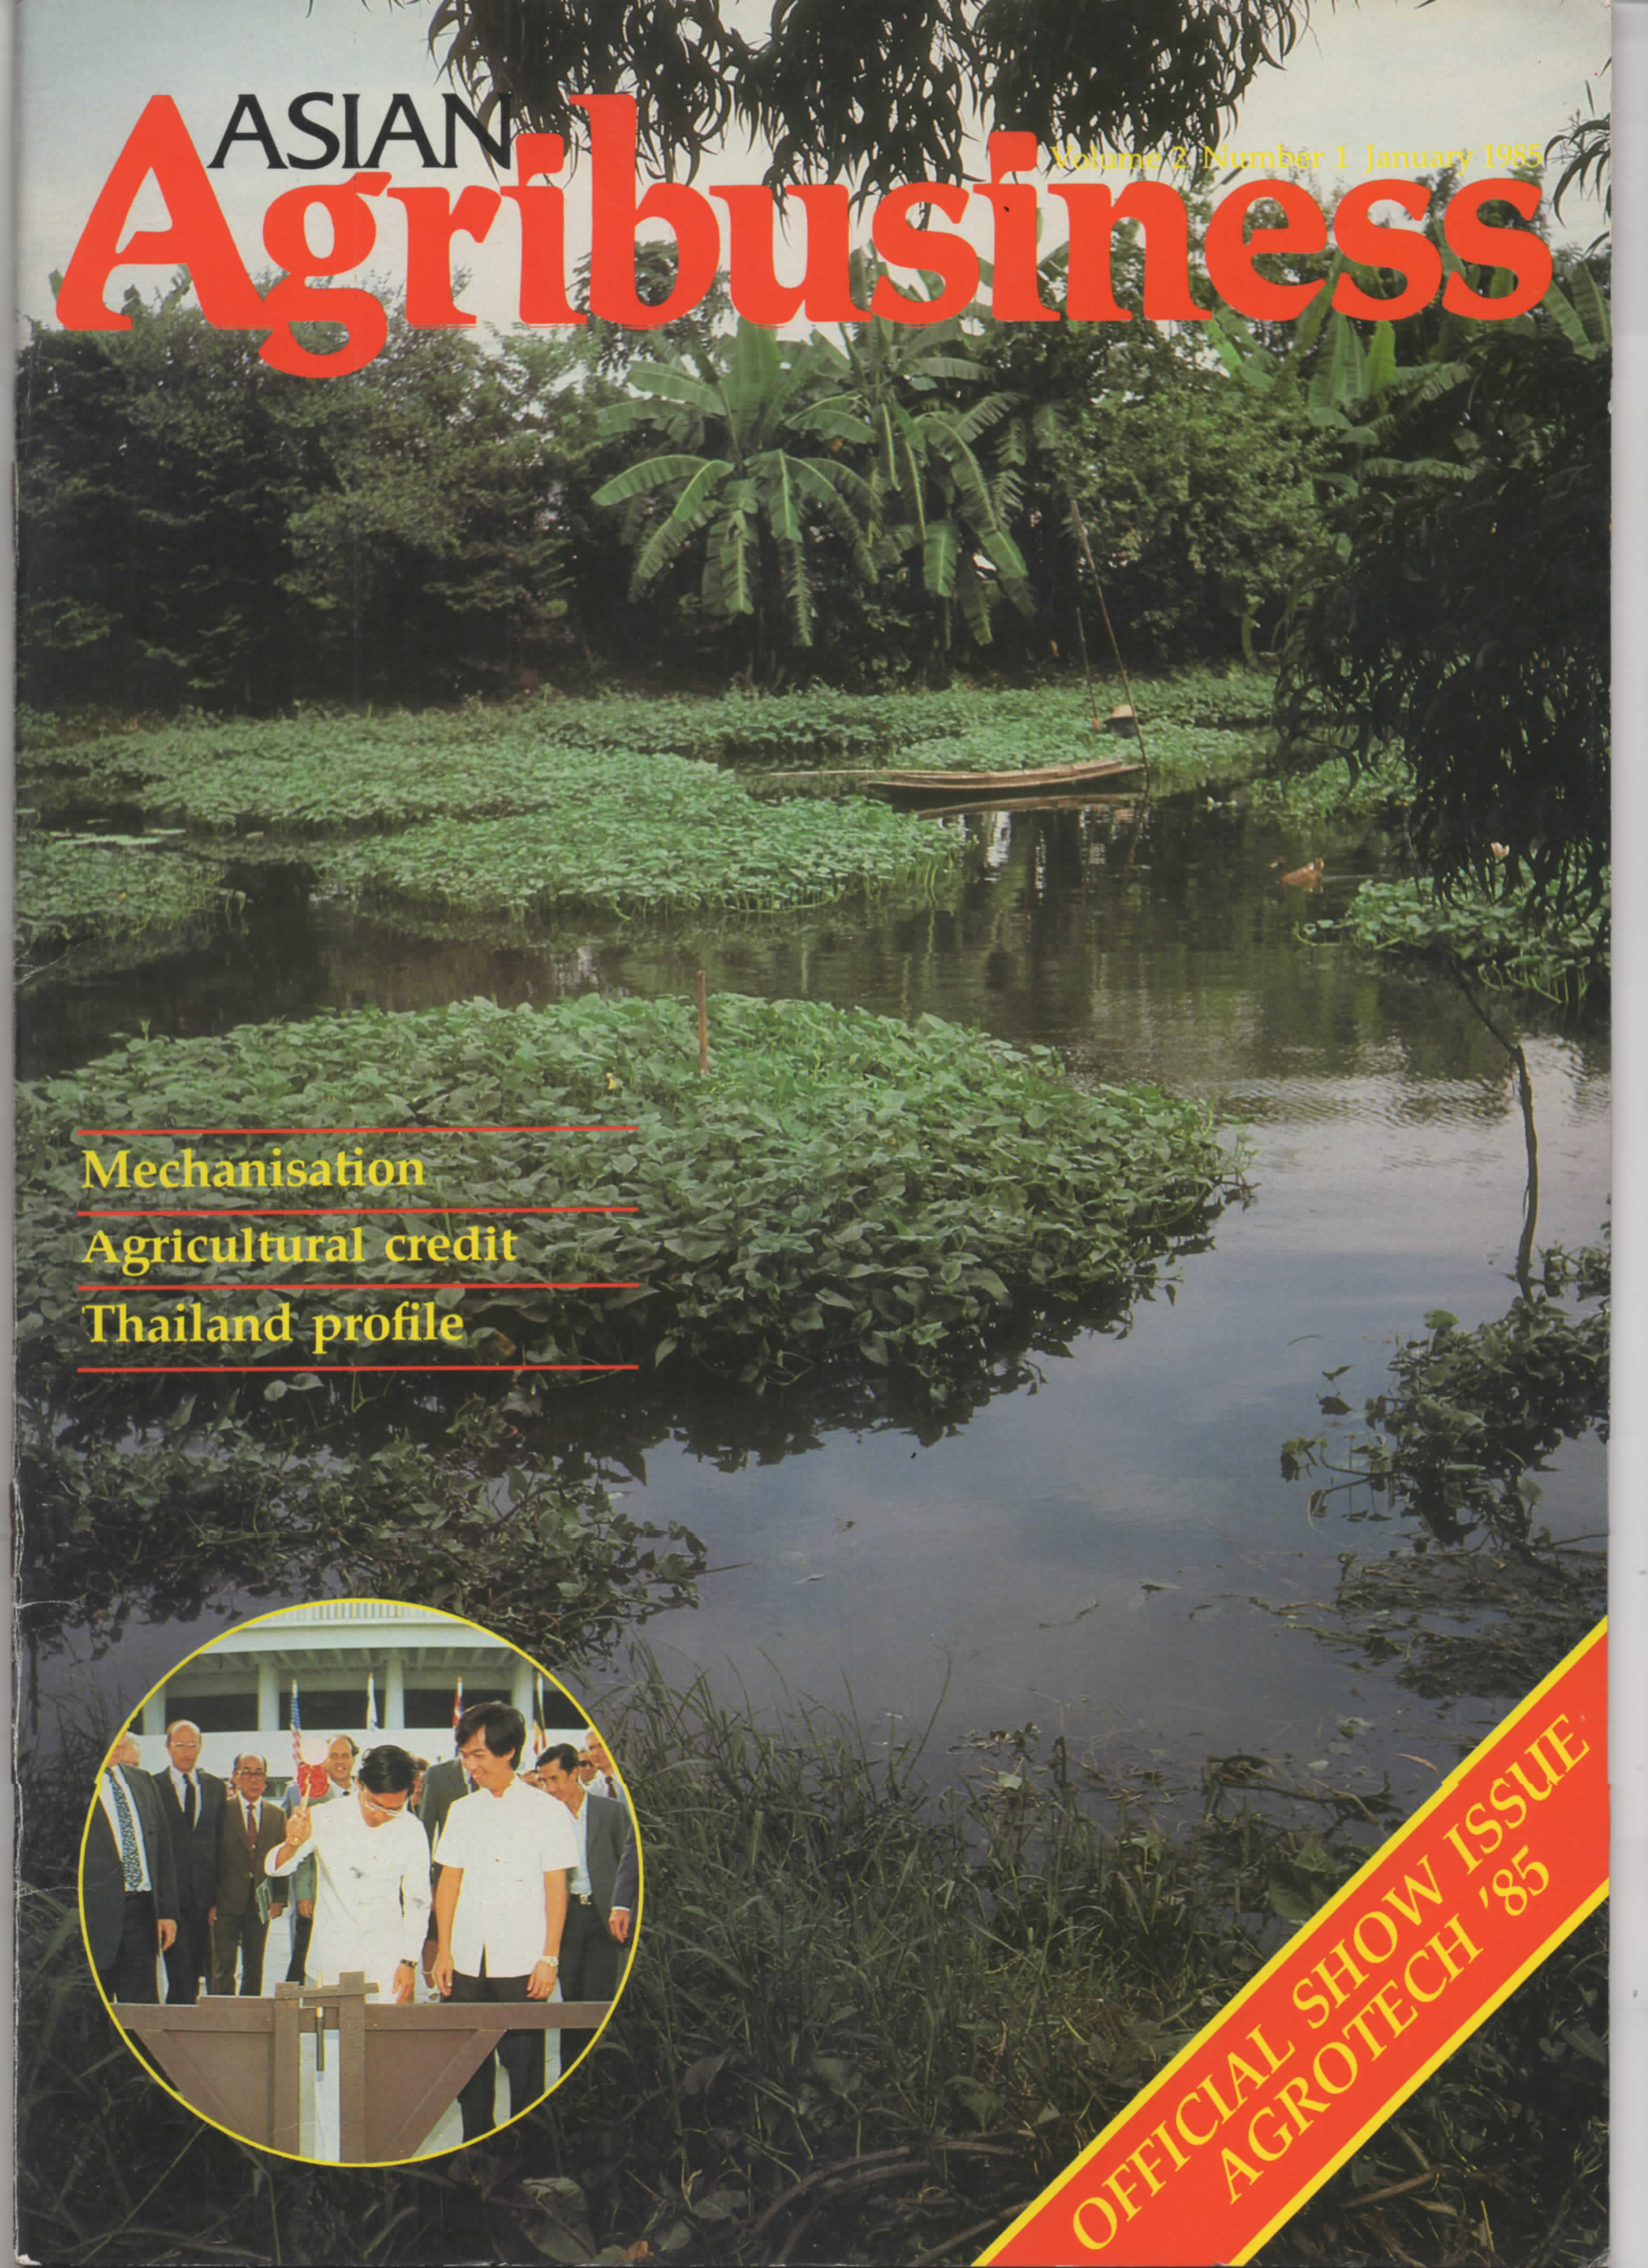 ASIAN
Agribusiness
Volume 2 Number 1 January 1985
Mechanisation
Agricultural credit
Thailand profile
OFFICIAL SHOW ISSUE
AGROTECH '85